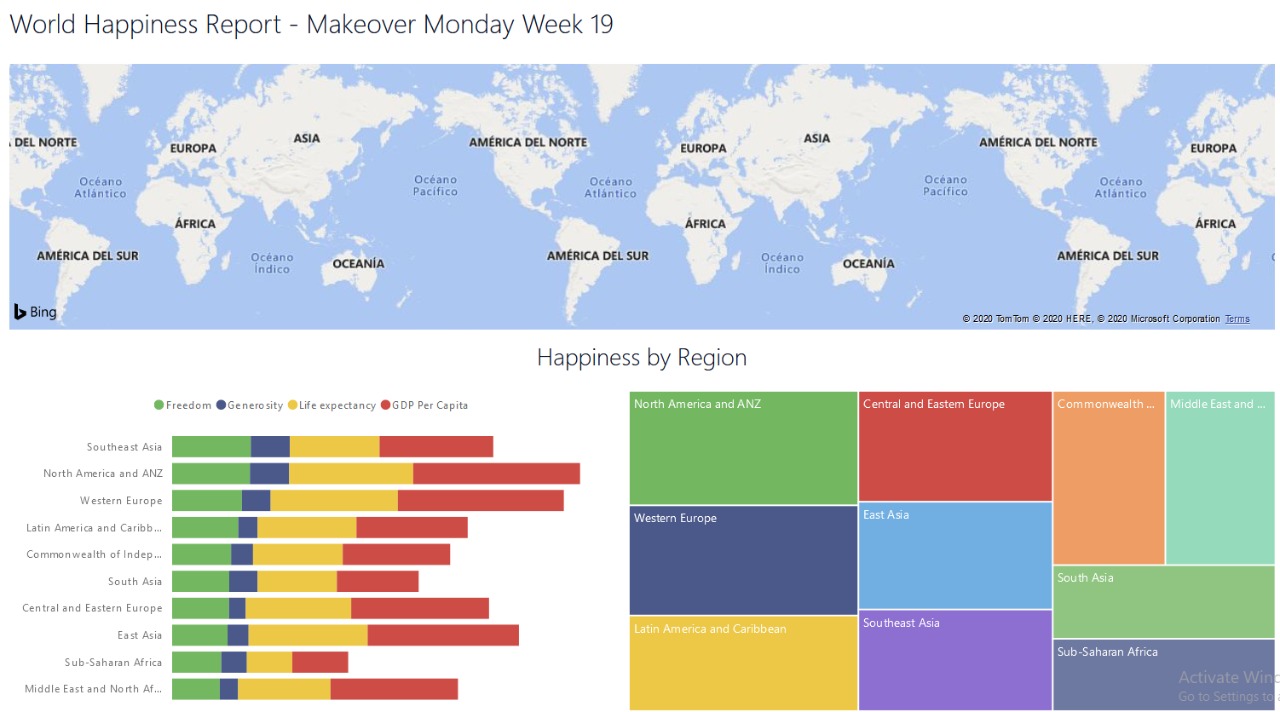 World Happiness Report - Makeover Monday Week 19
DEL NORTE
EUROPA
ASIA
AMÉRICA DEL NORTE
EUROPA
ASIA
AMÉRICA DEL NORTE
EUROPA
Océano
Atlántico
Océano
Pacífico
Océano
Atlántico
Océano
Pacífico
Océano
Atlántico
ÁFRICA
ÁFRICA
ÁFRICA
AMÉRICA DEL SUR
Océano
Índico
OCEANÍA
AMÉRICA DEL SUR
Océano
Índico
OCEANÍA
AMÉRICA DEL SUR
Bing
© 2020 TomTom © 2020 HERE, © 2020 Microsoft Corporation Terms
Happiness by Region
Freedom Generosity Life expectancy GDP Per Capita
Southeast Asia
North America and ANZ
Western Europe
Latin America and Caribb...
Commonwealth of Indep...
South Asia
Central and Eastern Europe
East Asia
Sub-Saharan Africa
Middle East and North Af...
North America and ANZ
Western Europe
Latin America and Caribbean
Central and Eastern Europe
East Asia
Southeast Asia
Commonwealth ...
Middle East and ...
South Asia
Sub-Saharan Africa
Activate Winc
Go to Settings to a